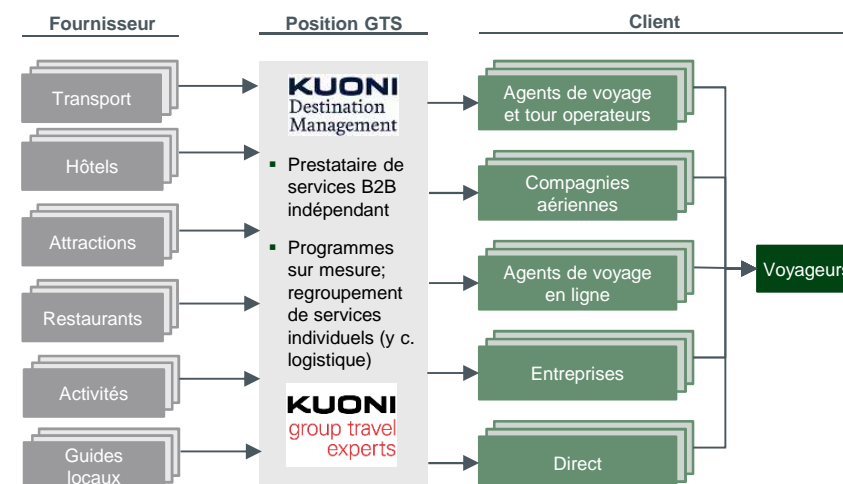 Fournisseur
Position GTS
Client
Transport
Hôtels
Attractions
Restaurants
Activités
Guides
locaux
KUONI
Destination
Management
▪ Prestataire de
services B2B
indépendant
▪ Programmes
sur mesure;
regroupement
de services
individuels (y c.
logistique)
KUONI
group travel
experts
Agents de voyage
et tour operateurs
Compagnies
aériennes
Agents de voyage
en ligne
Entreprises
Direct
Voyageurs